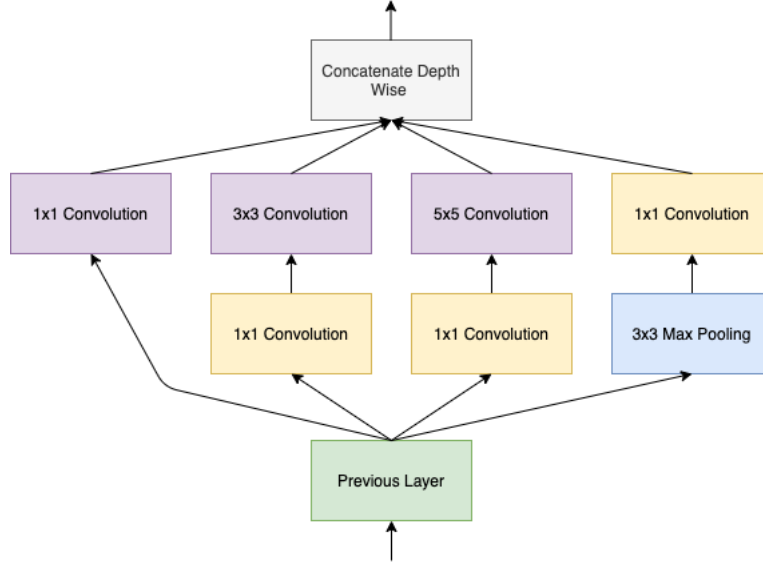 Concatenate Depth
Wise
1x1 Convolution
3x3 Convolution
5x5 Convolution
1x1 Convolution
1x1 Convolution
1x1 Convolution
3x3 Max Pooling
Previous Layer